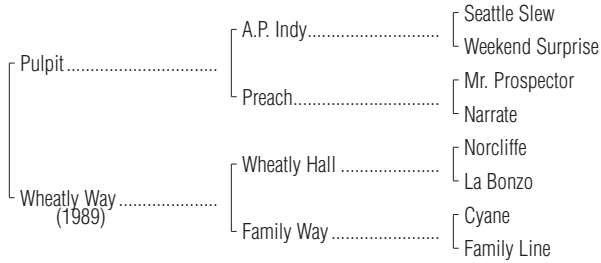 Seattle Slew
A.P. Indy..................................
Weekend Surprise
Pulpit.......................................
Mr. Prospector
Preach.....................................
Narrate
Norcliffe
Wheatly Hall .........................
La Bonzo
Wheatly Way.........................
(1989)
Cyane
Family Way............................
Family Line